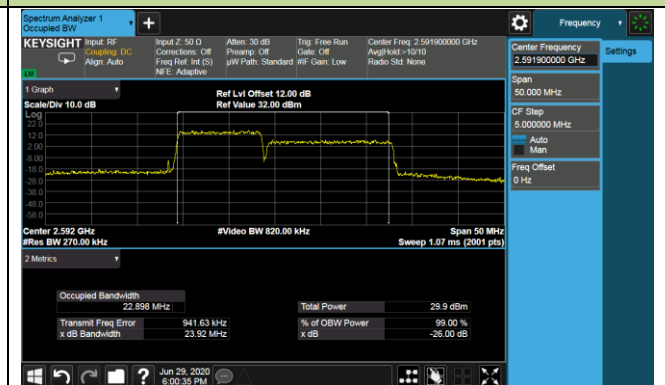 Spectrum Analyzer 1
Occupied BW
+
Frequency
KEYSIGHT
Input: RF
Coupling: DC
Align: Auto
Input Z: 50 Ω
Corrections: Off
Freq Ref: Int (S)
NFE: Adaptive
Atten: 30 dB
Preamp: Off
µW Path: Standard
Trig: Free Run
Gate: Off
#IF Gain: Low
Center Freq: 2.591900000 GHz
Avg|Hold:>10/10
Radio Std: None
Center Frequency
2.591900000 GHz
Settings
Span
50.000 MHz
CF Step
5.000000 MHz
Auto
Man
Freq Offset
0 Hz
1 Graph
Scale/Div 10.0 dB
Ref Lvl Offset 12.00 dB
Ref Value 32.00 dBm
Log
22.0
12.0
2.00
-8.00
-18.0
-28.0
-38.0
-48.0
-58.0
Center 2.592 GHz
#Res BW 270.00 kHz
#Video BW 820.00 kHz
Span 50 MHz
Sweep 1.07 ms (2001 pts)
2 Metrics
Occupied Bandwidth
22.898 MHz
Total Power 29.9 dBm
Transmit Freq Error 941.63 kHz
% of OBW Power 99.00 %
x dB Bandwidth 23.92 MHz
x dB -26.00 dB
?
Jun 29, 2020
6:00:35 PM